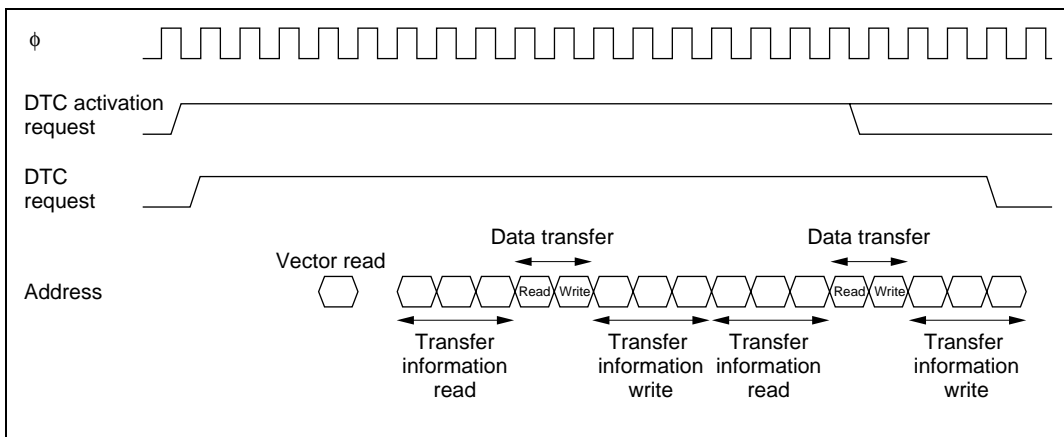 φ
DTC activation
request
DTC
request
Data transfer
Data transfer
Vector read
Address
Read
Write
Read
Write
Transfer
information
read
Transfer
information
write
Transfer
information
read
Transfer
information
write